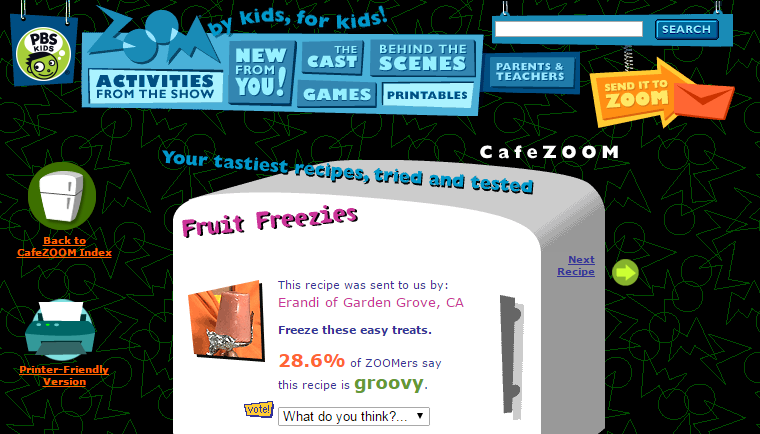 PBS
KIDS
ZOOM
by kids, for kids!
SEARCH
ACTIVITIES
FROM THE SHOW
NEW
FROM
YOU!
THE
CAST
BEHIND THE
SCENES
GAMES
PRINTABLES
PARENTS &
TEACHERS
SEND IT TO
ZOOM
CafeZOOM
Your tastiest recipes, tried and tested
Fruit Freezies
Back to
CafeZOOM Index
Next
Recipe
This recipe was sent to us by:
Erandi of Garden Grove, CA
Freeze these easy treats.
28.6% of ZOOMers say
this recipe is groovy.
Printer-Friendly
Version
vote!
What do you think?...